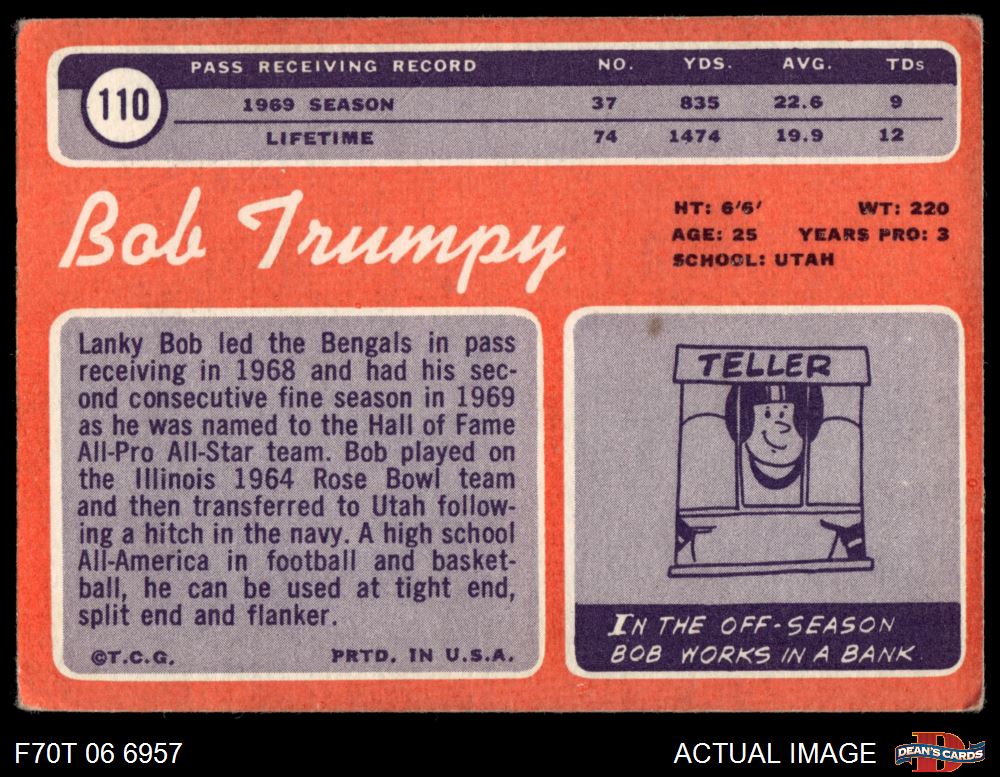 110
PASS RECEIVING RECORD NO. YDS. AVG. TDs
1969 SEASON 37 835 22.6 9
LIFETIME 74 1474 19.9 12
Bob Trumpy
HT: 6'6' WT: 220
AGE: 25 YEARS PRO: 3
SCHOOL: UTAH
Lanky Bob led the Bengals in pass
receiving in 1968 and had his sec-
ond consecutive fine season in 1969
as he was named to the Hall of Fame
All-Pro All-Star team. Bob played on
the Illinois 1964 Rose Bowl team
and then transferred to Utah follow-
ing a hitch in the navy. A high school
All-America in football and basket-
ball, he can be used at tight end,
split end and flanker.
©T.C.G. PRTD. IN U.S.A.
TELLER
IN THE OFF-SEASON
BOB WORKS IN A BANK
F70T 06 6957
ACTUAL IMAGE
D
DEAN'S CARDS